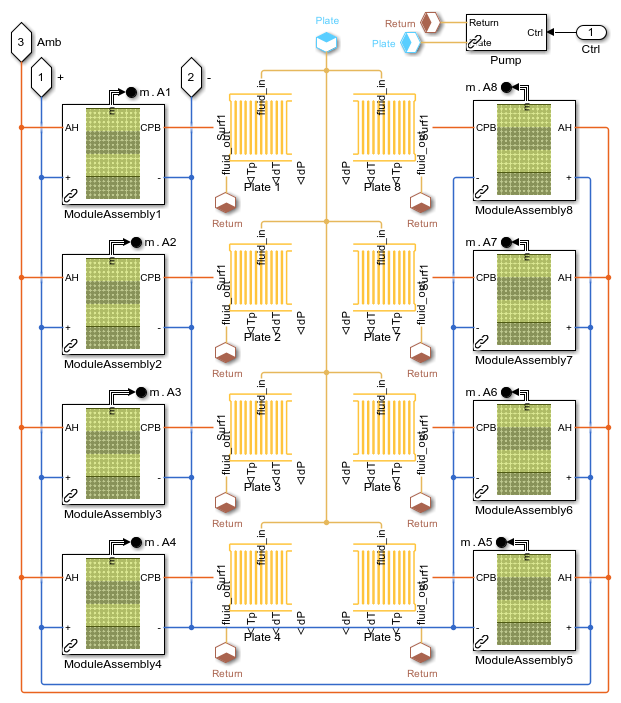 3
Amb
1
+
2
-
Plate
Return
Plate
Return
Plate
Ctrl
Pump
1
Ctrl
m.A1
AH
CPB
+
-
m
ModuleAssembly1
fluid_in
Surf1
fluid_out
Tp
dT
dP
Plate 1
Return
fluid_in
Surf1
fluid_out
dP
dT
Tp
Plate 8
Return
m.A8
CPB
AH
-
+
m
ModuleAssembly8
m.A2
AH
CPB
+
-
m
ModuleAssembly2
fluid_in
Surf1
fluid_out
Tp
dT
dP
Plate 2
Return
fluid_in
Surf1
fluid_out
dP
dT
Tp
Plate 7
Return
m.A7
CPB
AH
-
+
m
ModuleAssembly7
m.A3
AH
CPB
+
-
m
ModuleAssembly3
fluid_in
Surf1
fluid_out
Tp
dT
dP
Plate 3
Return
fluid_in
Surf1
fluid_out
dP
dT
Tp
Plate 6
Return
m.A6
CPB
AH
-
+
m
ModuleAssembly6
m.A4
AH
CPB
+
-
m
ModuleAssembly4
fluid_in
Surf1
fluid_out
Tp
dT
dP
Plate 4
Return
fluid_in
Surf1
fluid_out
dP
dT
Tp
Plate 5
Return
m.A5
CPB
AH
-
+
m
ModuleAssembly5